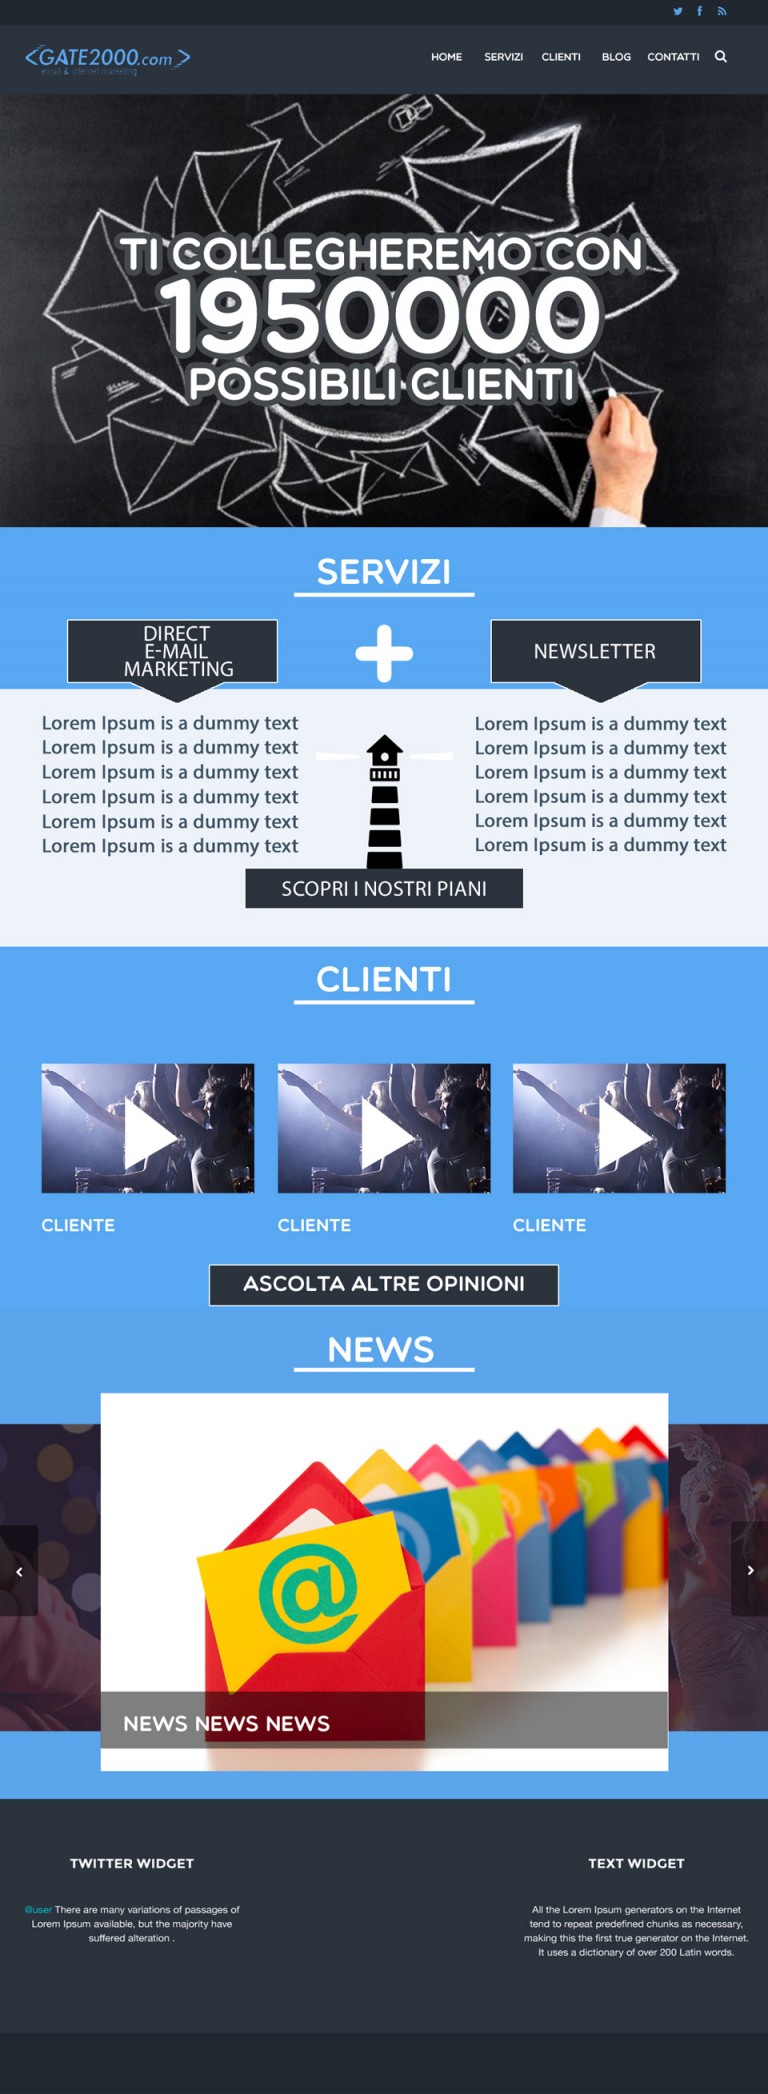 <GATE2000.com>
email & internet marketing
HOME SERVIZI CLIENTI BLOG CONTATTI
TI COLLEGHEREMO CON
1950000
POSSIBILI CLIENTI
SERVIZI
DIRECT
E-MAIL
MARKETING
NEWSLETTER
Lorem Ipsum is a dummy text
Lorem Ipsum is a dummy text
Lorem Ipsum is a dummy text
Lorem Ipsum is a dummy text
Lorem Ipsum is a dummy text
Lorem Ipsum is a dummy text
Lorem Ipsum is a dummy text
Lorem Ipsum is a dummy text
Lorem Ipsum is a dummy text
Lorem Ipsum is a dummy text
Lorem Ipsum is a dummy text
Lorem Ipsum is a dummy text
SCOPRI I NOSTRI PIANI
CLIENTI
CLIENTE
CLIENTE
CLIENTE
ASCOLTA ALTRE OPINIONI
NEWS
@
NEWS NEWS NEWS
TWITTER WIDGET
@user There are many variations of passages of
Lorem Ipsum available, but the majority have
suffered alteration .
TEXT WIDGET
All the Lorem Ipsum generators on the Internet
tend to repeat predefined chunks as necessary,
making this the first true generator on the Internet.
It uses a dictionary of over 200 Latin words.